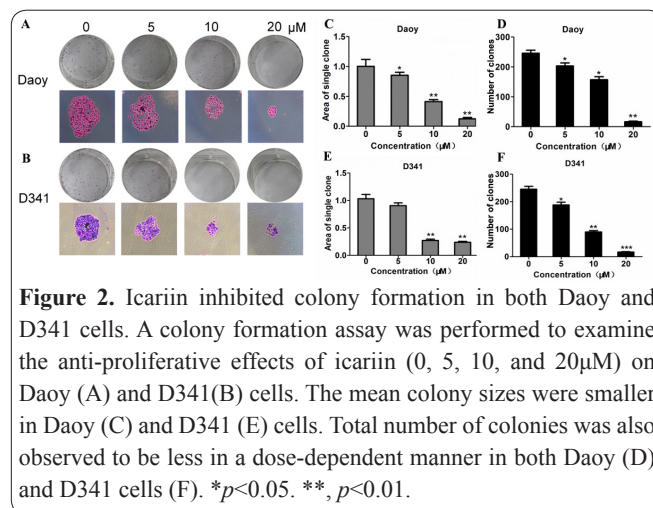 A
0 5 10 20 μM
Daoy
B
D341
C
Daoy
Area of single clone
1.5
1.0
0.5
0.0
* ** **
0 5 10 20
Concentration (μM)
D
Daoy
Number of clones
300
200
100
0
* * **
0 5 10 20
Concentration (μM)
E
D341
Area of single clone
1.5
1.0
0.5
0.0
** **
0 5 10 20
Concentration (μM)
F
D341
Number of clones
300
200
100
0
* ** ***
0 5 10 20
Concentration (μM)
Figure 2. Icariin inhibited colony formation in both Daoy and
D341 cells. A colony formation assay was performed to examine
the anti-proliferative effects of icariin (0, 5, 10, and 20μM) on
Daoy (A) and D341(B) cells. The mean colony sizes were smaller
in Daoy (C) and D341 (E) cells. Total number of colonies was also
observed to be less in a dose-dependent manner in both Daoy (D)
and D341 cells (F). *p<0.05. **, p<0.01.